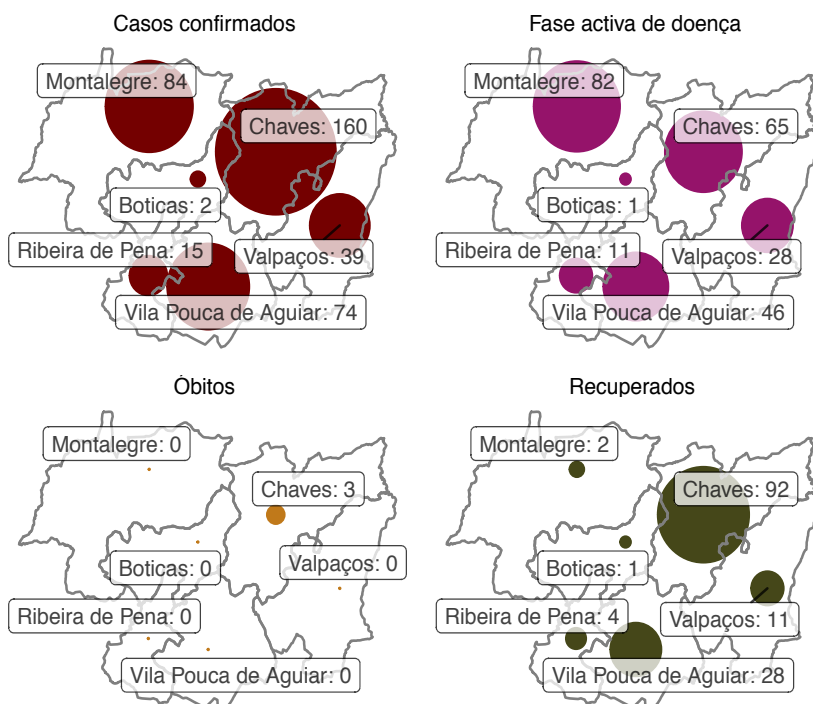 Casos confirmados
Montalegre: 84
Chaves: 160
Boticas: 2
Ribeira de Pena: 15
Valpaços: 39
Vila Pouca de Aguiar: 74
Fase activa de doença
Montalegre: 82
Chaves: 65
Boticas: 1
Ribeira de Pena: 11
Valpaços: 28
Vila Pouca de Aguiar: 46
Óbitos
Montalegre: 0
Chaves: 3
Boticas: 0
Valpaços: 0
Ribeira de Pena: 0
Vila Pouca de Aguiar: 0
Recuperados
Montalegre: 2
Chaves: 92
Boticas: 1
Ribeira de Pena: 4
Valpaços: 11
Vila Pouca de Aguiar: 28